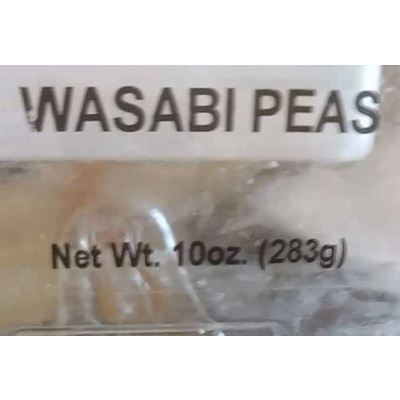 WASABI PEAS
Net Wt. 10oz. (283g)